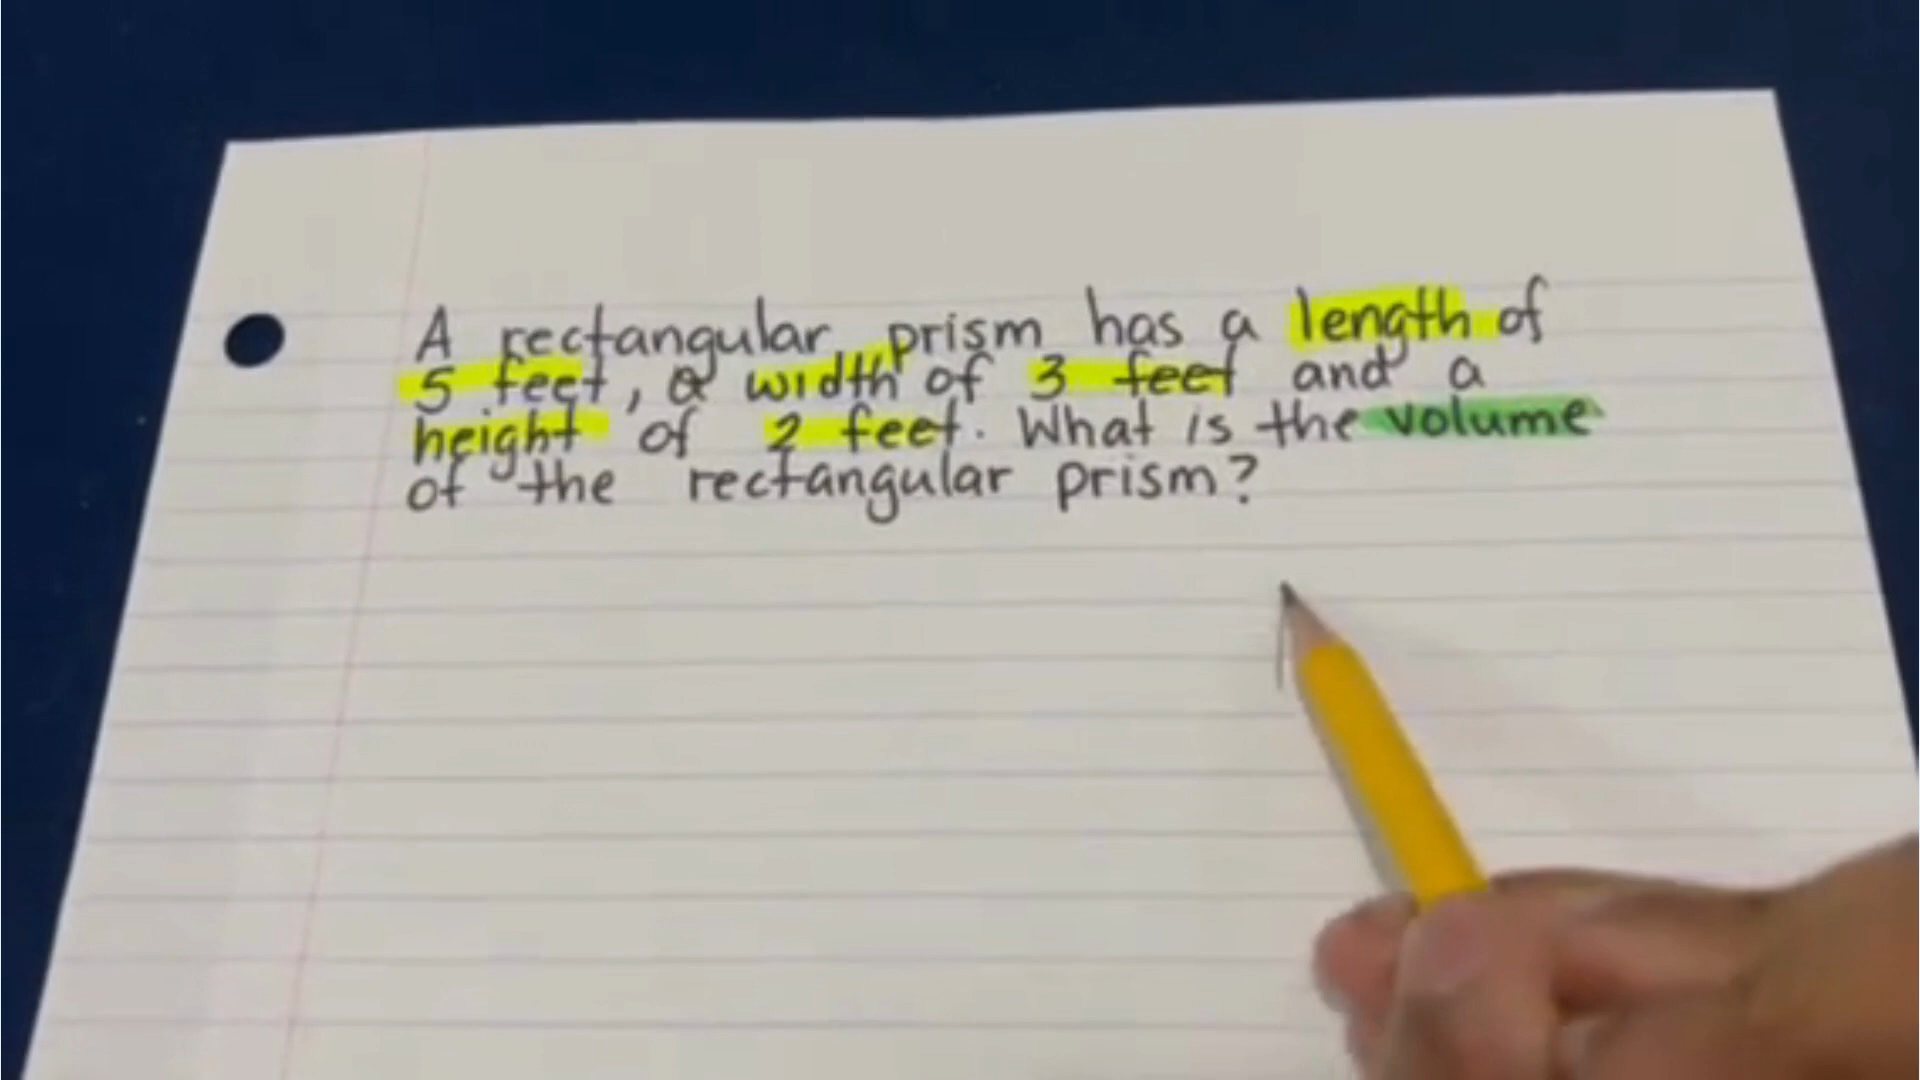 A rectangular prism has a length of
5 feet, a width of 3 feet and a
height of 2 feet. What is the volume
of the rectangular prism?